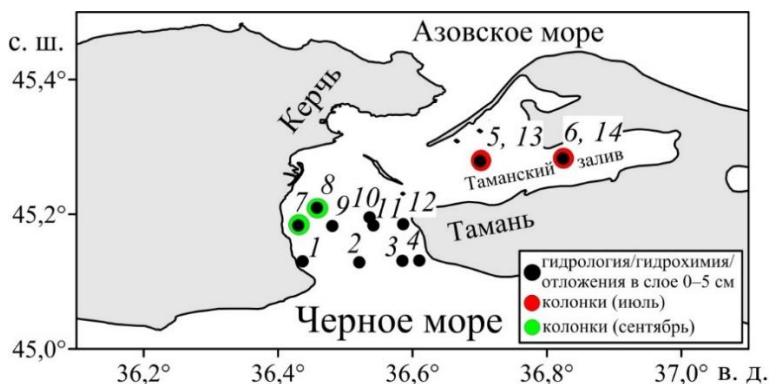 Азовское море
с. ш.
45,4°
Керчь
5, 13
6, 14
Таманский залив
45,2°
7
8
9
10
11
12
Тамань
1
2
3
4
гидрология/гидрохимия/
отложения в слое 0–5 см
колонки (июль)
колонки (сентябрь)
Черное море
45,0°
36,2°
36,4°
36,6°
36,8°
37,0°
в. д.